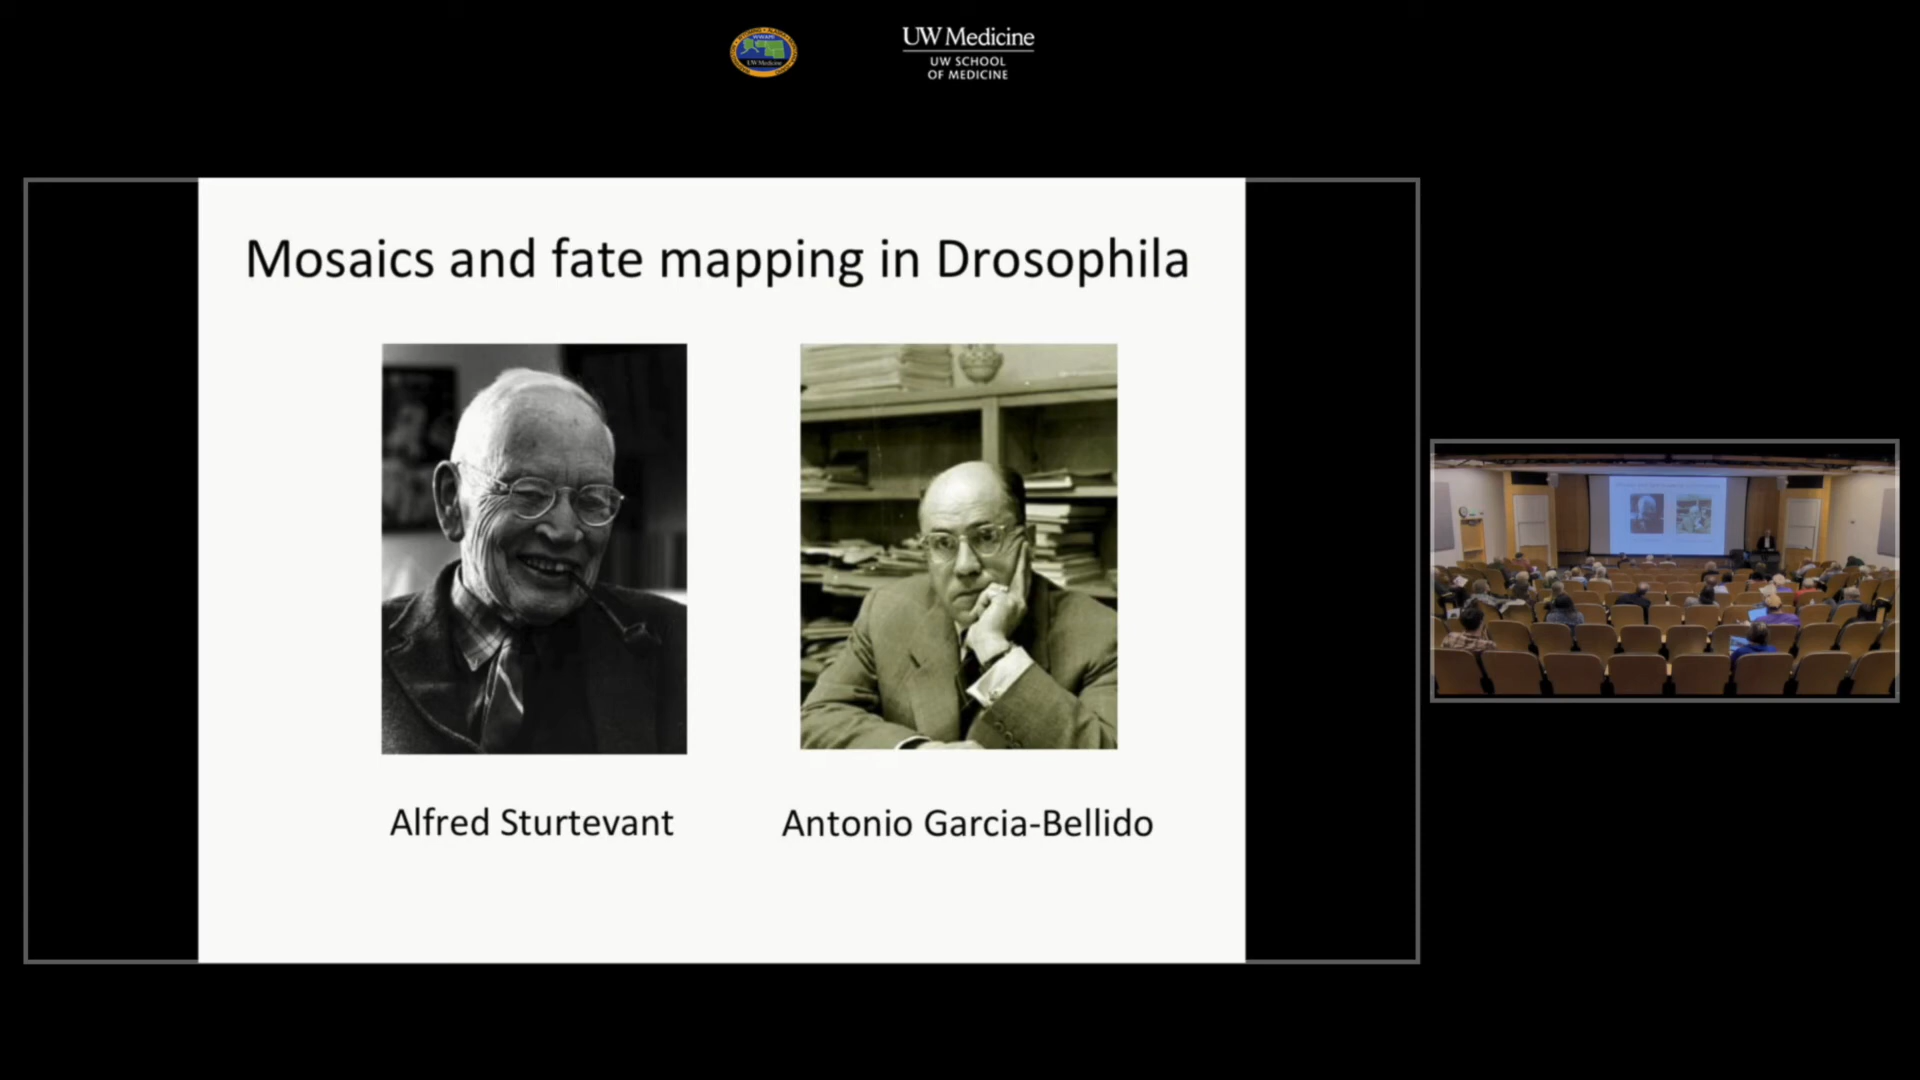 UW Medicine
UW SCHOOL
OF MEDICINE
Mosaics and fate mapping in Drosophila
Alfred Sturtevant
Antonio Garcia-Bellido